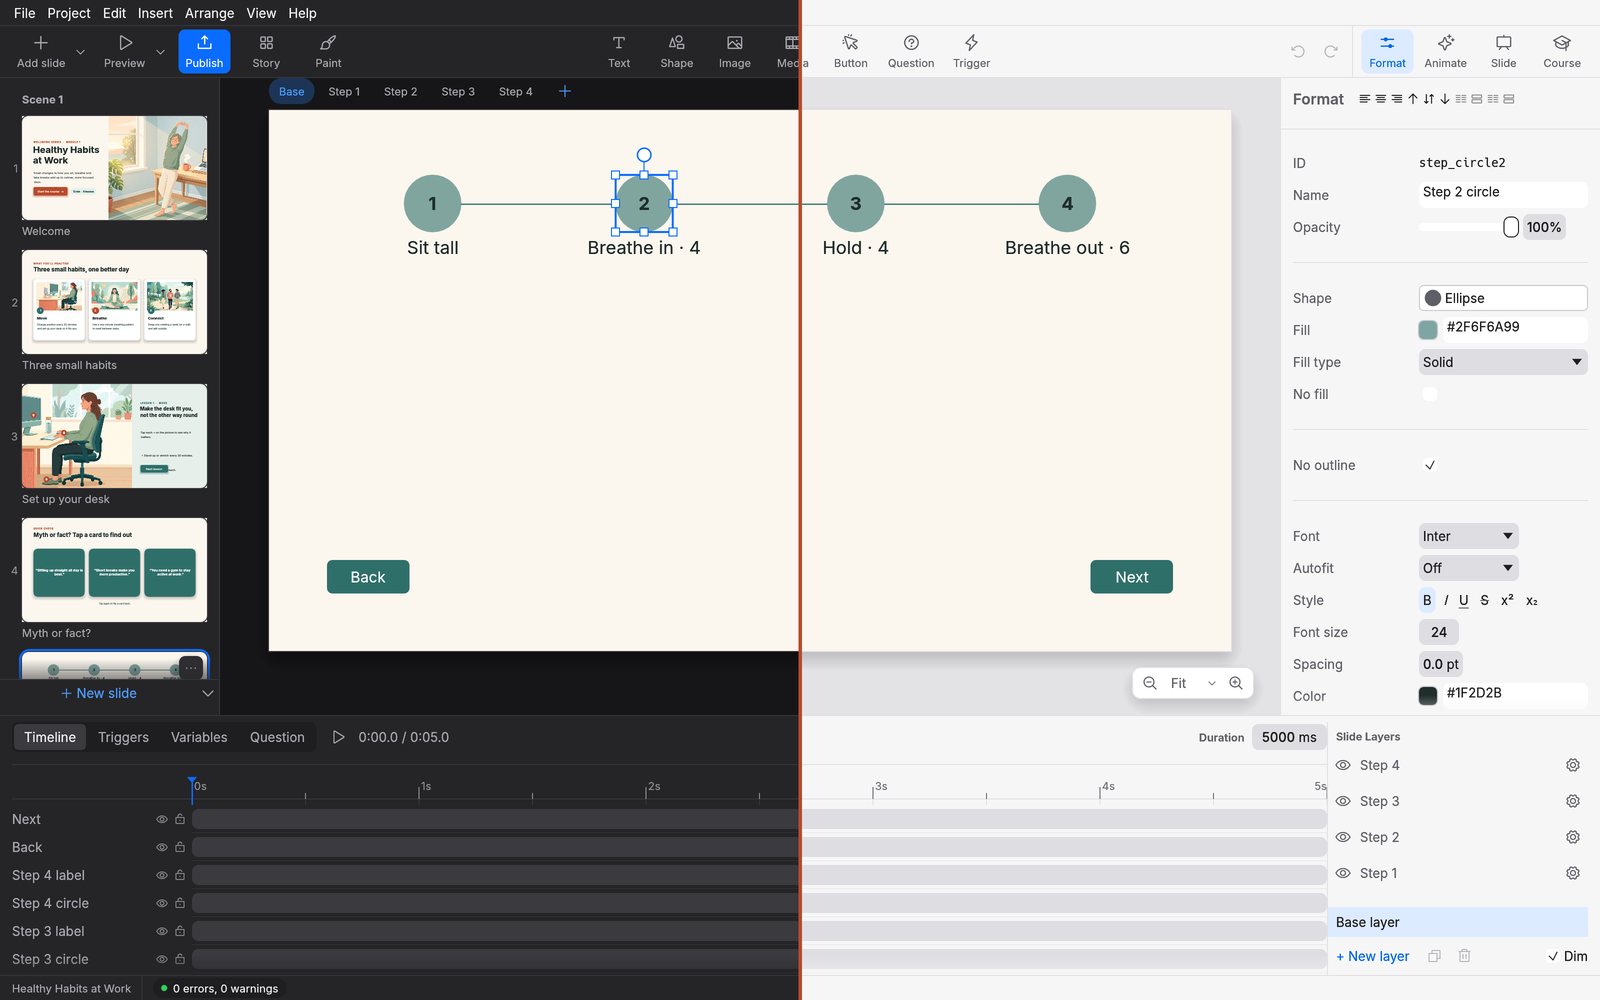 File Project Edit Insert Arrange View Help
Add slide Preview Publish Story Paint Text Shape Image Media Button Question Trigger Format Animate Slide Course
Base Step 1 Step 2 Step 3 Step 4
Scene 1
1
Healthy Habits
at Work
Welcome
2
Three small habits, one better day
Move
Breathe
Connect
Three small habits
3
Make the desk fit you,
not the other way round
Set up your desk
4
Myth or fact? Tap a card to find out
Myth or fact?
+ New slide
1 2 3 4
Sit tall Breathe in · 4 Hold · 4 Breathe out · 6
Back Next
Fit
Format
ID step_circle2
Name Step 2 circle
Opacity 100%
Shape Ellipse
Fill #2F6F6A99
Fill type Solid
No fill
No outline
Font Inter
Autofit Off
Style B I U S x² x₂
Font size 24
Spacing 0.0 pt
Color #1F2D2B
Timeline Triggers Variables Question 0:00.0 / 0:05.0 Duration 5000 ms
0s 1s 2s 3s 4s 5s
Next
Back
Step 4 label
Step 4 circle
Step 3 label
Step 3 circle
Slide Layers
Step 4
Step 3
Step 2
Step 1
Base layer
+ New layer Dim
Healthy Habits at Work 0 errors, 0 warnings